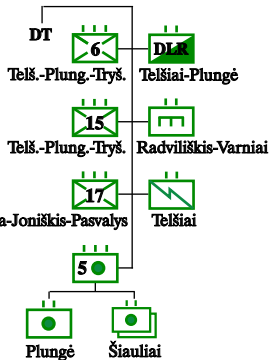 DT
6
DLR
Telš.-Plung.-Tryš.
Telšiai-Plungė
15
Telš.-Plung.-Tryš.
Radviliškis-Varniai
17
a-Joniškis-Pasvalys
Telšiai
5
Plungė
Šiauliai